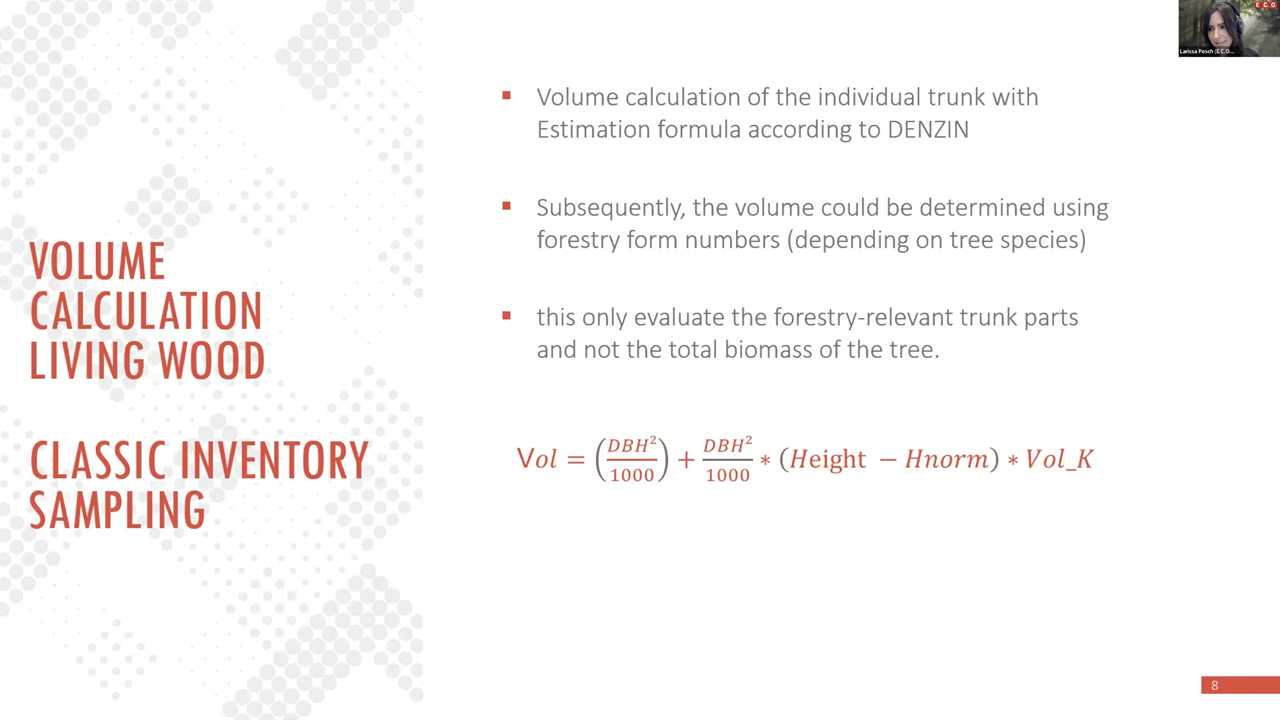 E.C.O
Larissa Posch (E.C.O....
▪ Volume calculation of the individual trunk with
Estimation formula according to DENZIN
▪ Subsequently, the volume could be determined using
forestry form numbers (depending on tree species)
▪ this only evaluate the forestry-relevant trunk parts
and not the total biomass of the tree.
VOLUME
CALCULATION
LIVING WOOD
CLASSIC INVENTORY
SAMPLING
Vol = (DBH²/1000) + DBH²/1000 * (Height − Hnorm) * Vol_K
8